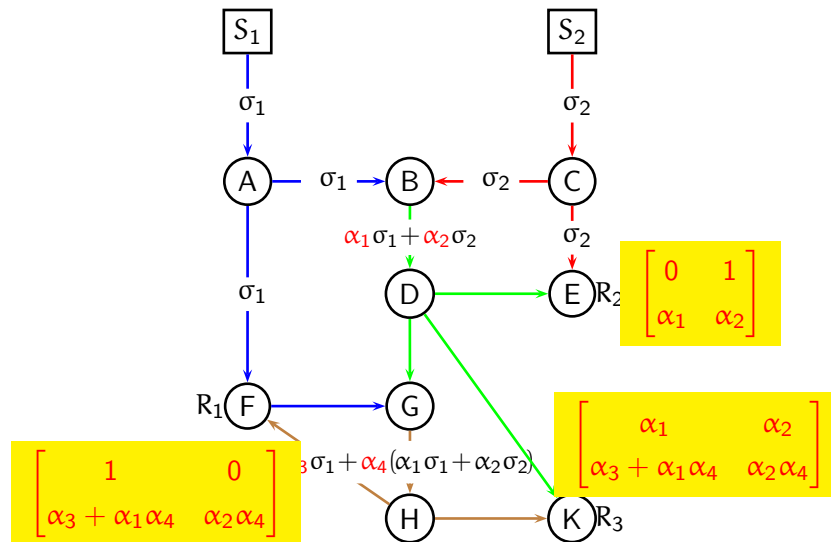 S₁ S₂
σ₁ σ₂
A σ₁ B σ₂ C
α₁σ₁+α₂σ₂ σ₂
σ₁ D E R₂ [0 1; α₁ α₂]
R₁ F G [α₁ α₂; α₃ + α₁α₄ α₂α₄]
[1 0; α₃ + α₁α₄ α₂α₄] ₃σ₁+α₄(α₁σ₁+α₂σ₂)
H K R₃